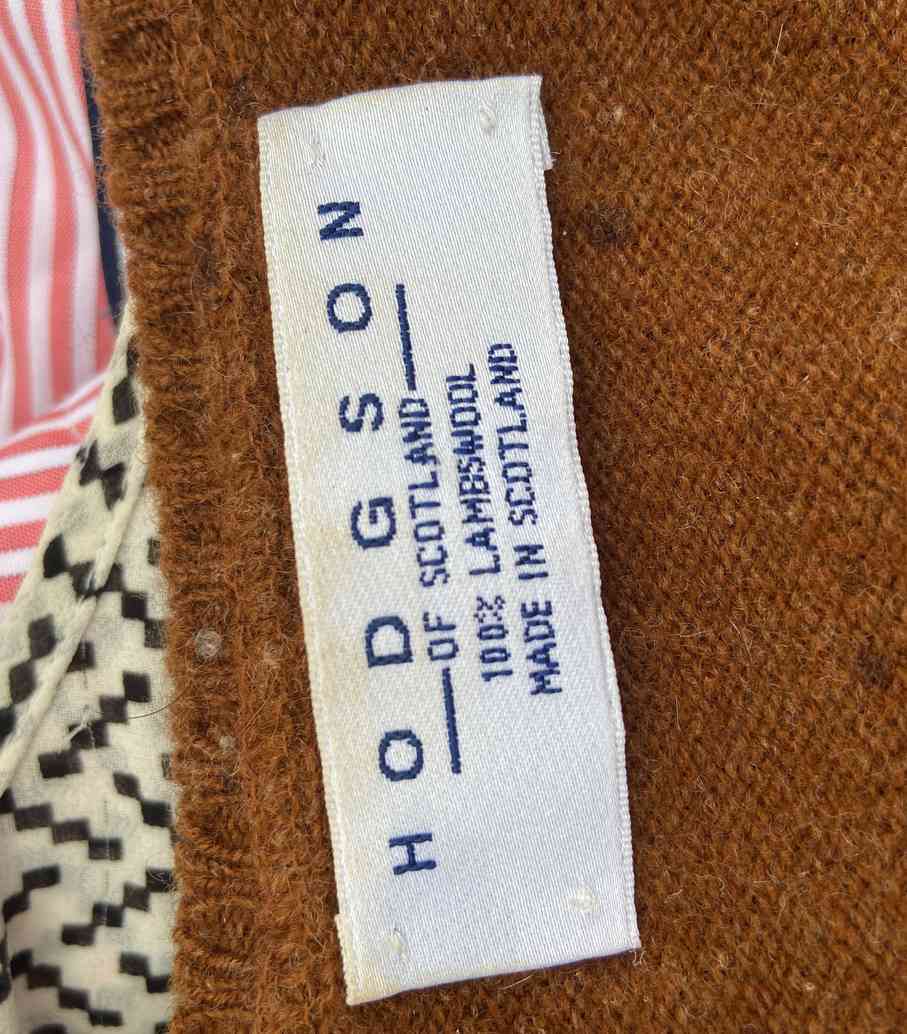 HODGSON
OF SCOTLAND
100% LAMBSWOOL
MADE IN SCOTLAND